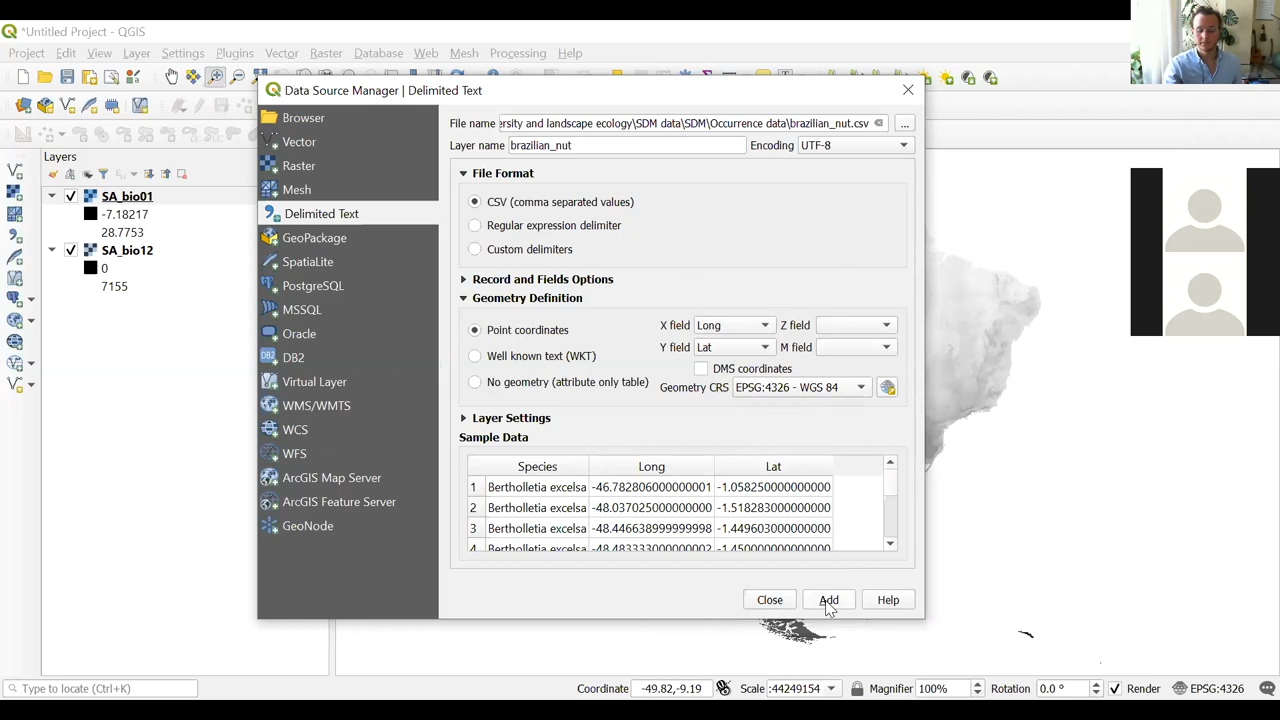 *Untitled Project - QGIS
Project Edit View Layer Settings Plugins Vector Raster Database Web Mesh Processing Help
Data Source Manager | Delimited Text
Browser
Vector
Raster
Mesh
Delimited Text
GeoPackage
SpatiaLite
PostgreSQL
MSSQL
Oracle
DB2
Virtual Layer
WMS/WMTS
WCS
WFS
ArcGIS Map Server
ArcGIS Feature Server
GeoNode
File name ersity and landscape ecology\SDM data\SDM\Occurrence data\brazilian_nut.csv ...
Layer name brazilian_nut Encoding UTF-8
File Format
CSV (comma separated values)
Regular expression delimiter
Custom delimiters
Record and Fields Options
Geometry Definition
Point coordinates X field Long Z field
Y field Lat M field
Well known text (WKT)
DMS coordinates
No geometry (attribute only table) Geometry CRS EPSG:4326 - WGS 84
Layer Settings
Sample Data
Species Long Lat
1 Bertholletia excelsa -46.782806000000001 -1.058250000000000
2 Bertholletia excelsa -48.037025000000000 -1.518283000000000
3 Bertholletia excelsa -48.446638999999998 -1.449603000000000
4 Bertholletia excelsa -48.483333000000002 -1.450000000000000
Close Add Help
Layers
SA_bio01
-7.18217
28.7753
SA_bio12
0
7155
Type to locate (Ctrl+K) Coordinate -49.82,-9.19 Scale :44249154 Magnifier 100% Rotation 0.0 ° Render EPSG:4326